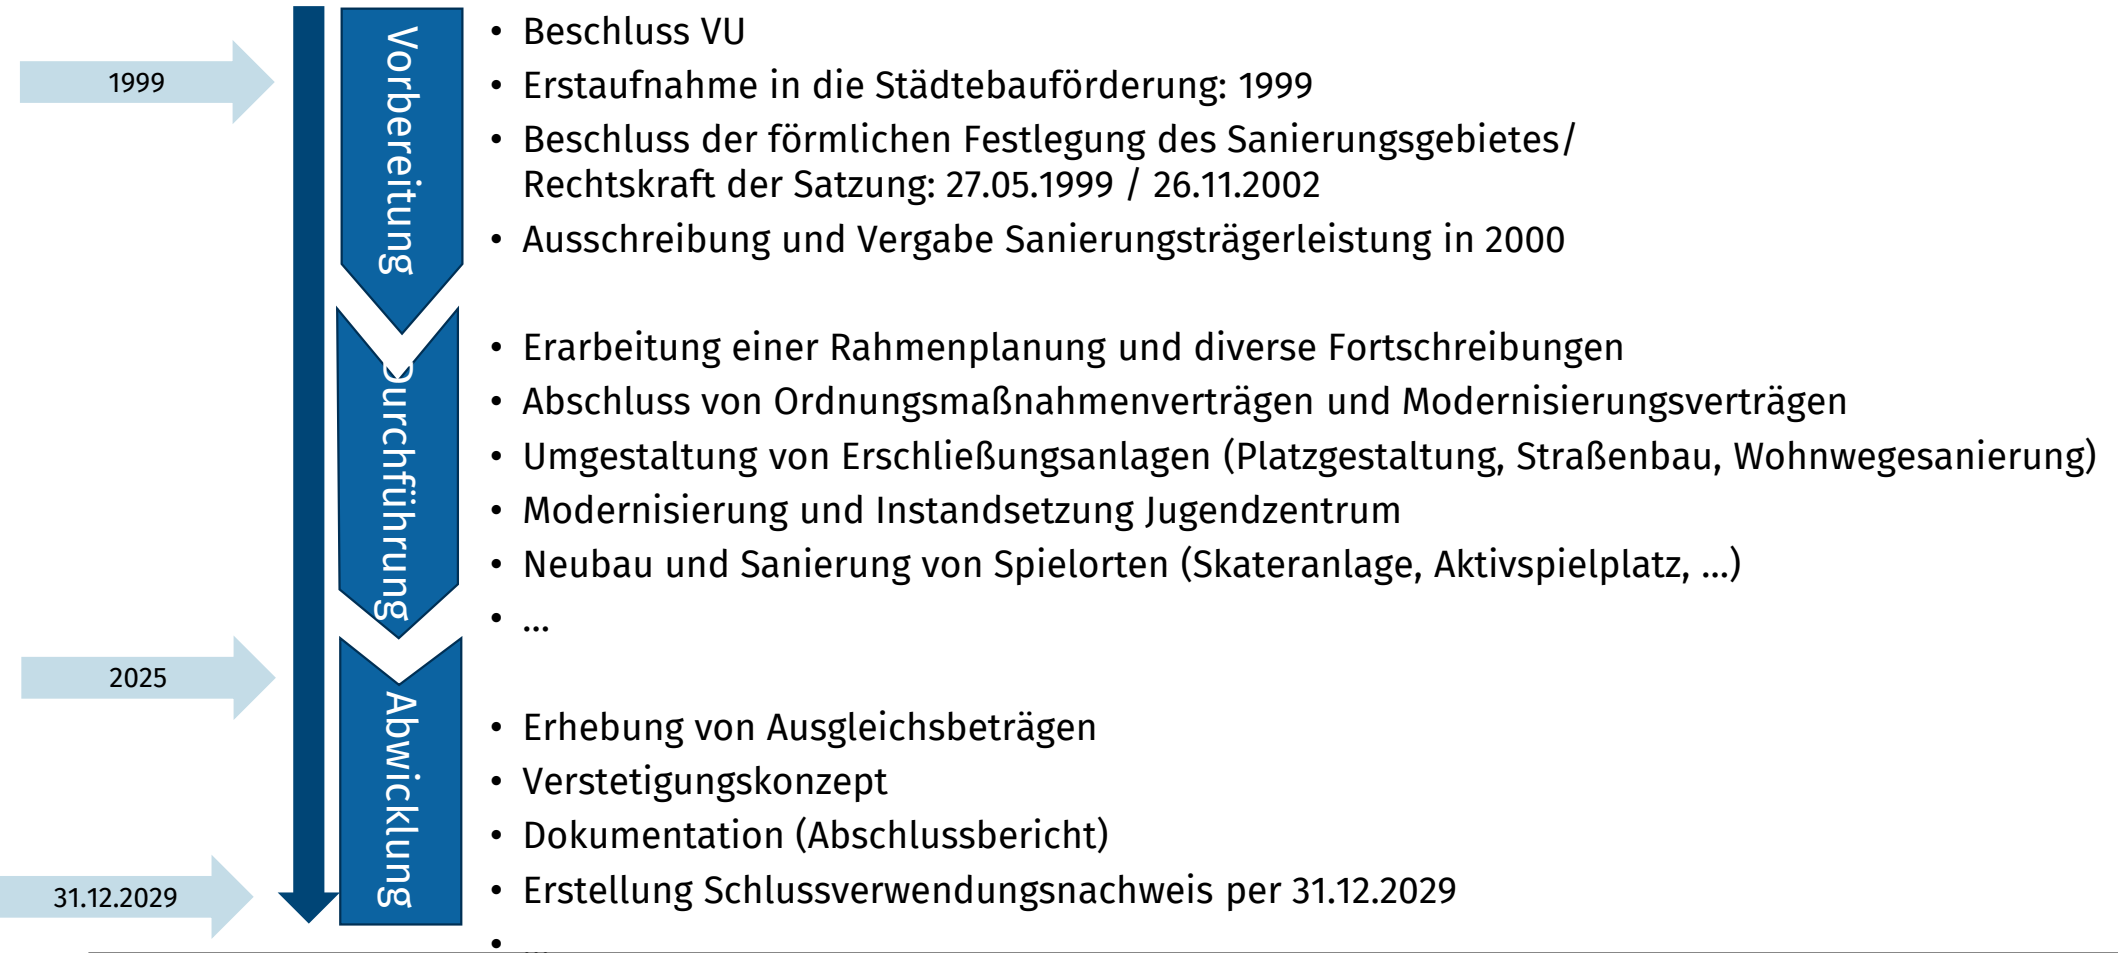 1999
Vorbereitung
• Beschluss VU
• Erstaufnahme in die Städtebauförderung: 1999
• Beschluss der förmlichen Festlegung des Sanierungsgebietes/
Rechtskraft der Satzung: 27.05.1999 / 26.11.2002
• Ausschreibung und Vergabe Sanierungsträgerleistung in 2000
Durchführung
• Erarbeitung einer Rahmenplanung und diverse Fortschreibungen
• Abschluss von Ordnungsmaßnahmenverträgen und Modernisierungsverträgen
• Umgestaltung von Erschließungsanlagen (Platzgestaltung, Straßenbau, Wohnwegesanierung)
• Modernisierung und Instandsetzung Jugendzentrum
• Neubau und Sanierung von Spielorten (Skateranlage, Aktivspielplatz, ...)
• ...
2025
Abwicklung
• Erhebung von Ausgleichsbeträgen
• Verstetigungskonzept
• Dokumentation (Abschlussbericht)
• Erstellung Schlussverwendungsnachweis per 31.12.2029
• ...
31.12.2029